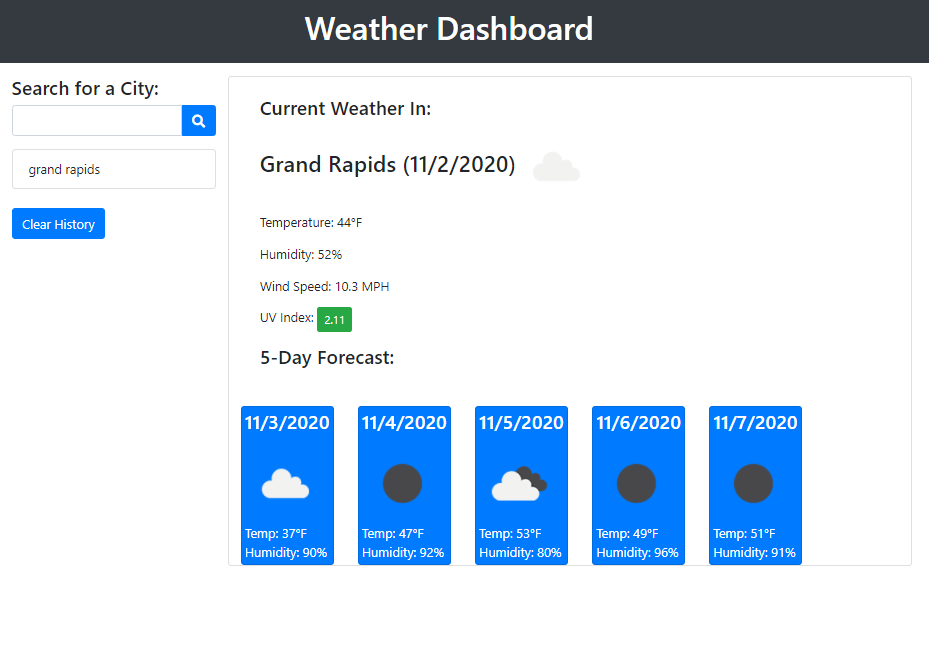 Weather Dashboard
Search for a City:
grand rapids
Clear History
Current Weather In:
Grand Rapids (11/2/2020)
Temperature: 44°F
Humidity: 52%
Wind Speed: 10.3 MPH
UV Index: 2.11
5-Day Forecast:
11/3/2020
Temp: 37°F
Humidity: 90%
11/4/2020
Temp: 47°F
Humidity: 92%
11/5/2020
Temp: 53°F
Humidity: 80%
11/6/2020
Temp: 49°F
Humidity: 96%
11/7/2020
Temp: 51°F
Humidity: 91%